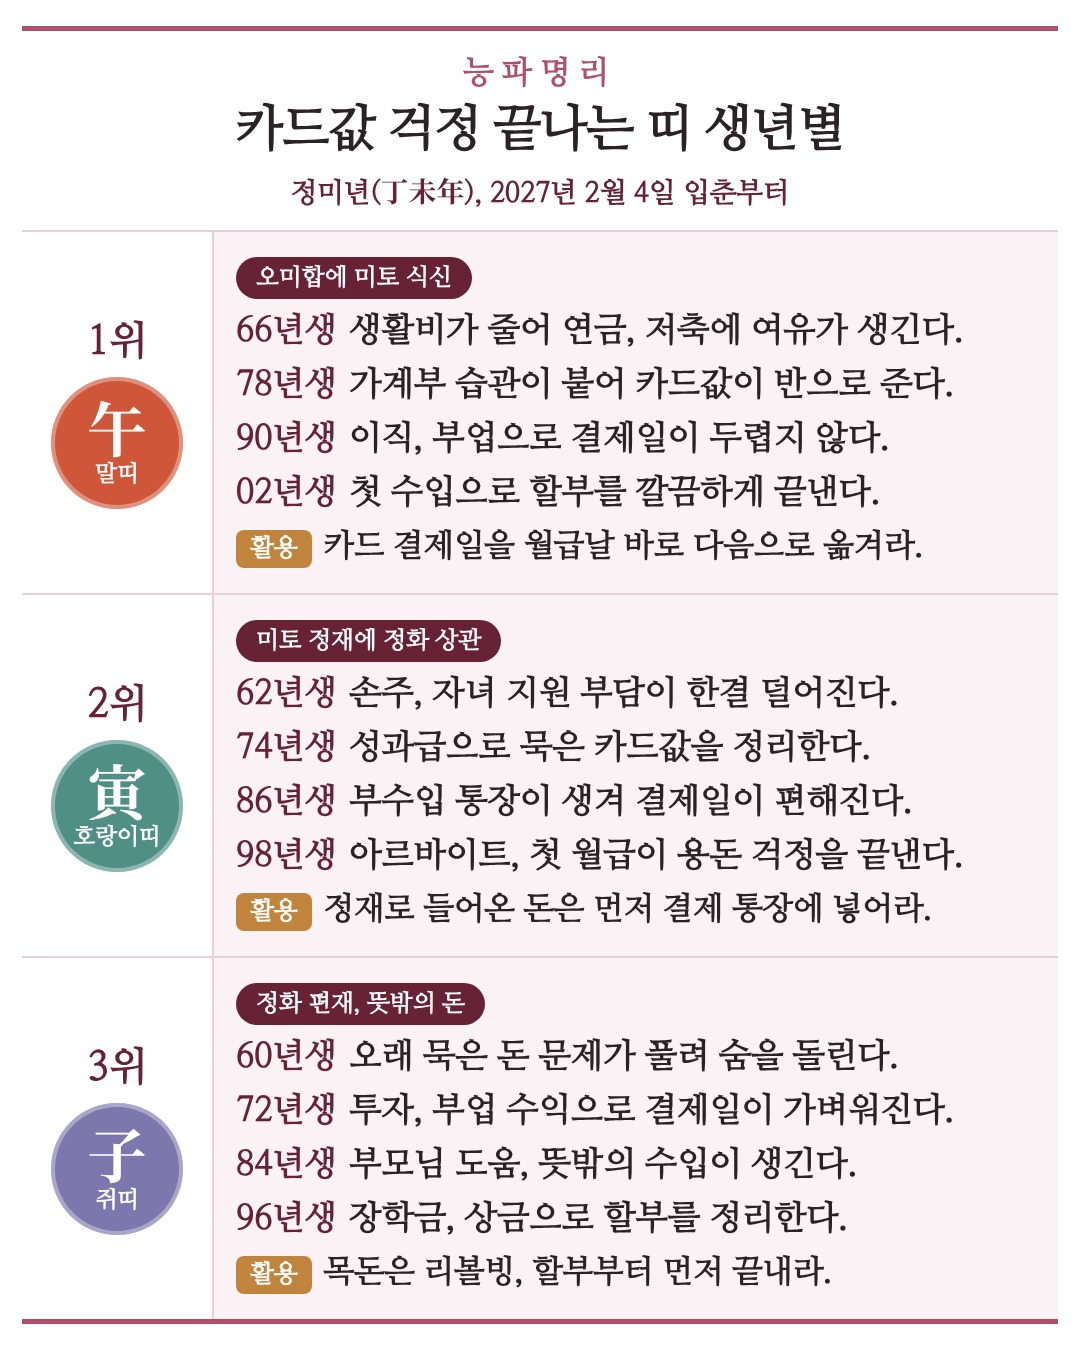 능파명리
카드값 걱정 끝나는 띠 생년별
정미년(丁未年), 2027년 2월 4일 입춘부터
1위
午
말띠
오미합에 미토 식신
66년생 생활비가 줄어 연금, 저축에 여유가 생긴다.
78년생 가계부 습관이 붙어 카드값이 반으로 준다.
90년생 이직, 부업으로 결제일이 두렵지 않다.
02년생 첫 수입으로 할부를 깔끔하게 끝낸다.
활용 카드 결제일을 월급날 바로 다음으로 옮겨라.
2위
寅
호랑이띠
미토 정재에 정화 상관
62년생 손주, 자녀 지원 부담이 한결 덜어진다.
74년생 성과급으로 묵은 카드값을 정리한다.
86년생 부수입 통장이 생겨 결제일이 편해진다.
98년생 아르바이트, 첫 월급이 용돈 걱정을 끝낸다.
활용 정재로 들어온 돈은 먼저 결제 통장에 넣어라.
3위
子
쥐띠
정화 편재, 뜻밖의 돈
60년생 오래 묵은 돈 문제가 풀려 숨을 돌린다.
72년생 투자, 부업 수익으로 결제일이 가벼워진다.
84년생 부모님 도움, 뜻밖의 수입이 생긴다.
96년생 장학금, 상금으로 할부를 정리한다.
활용 목돈은 리볼빙, 할부부터 먼저 끝내라.